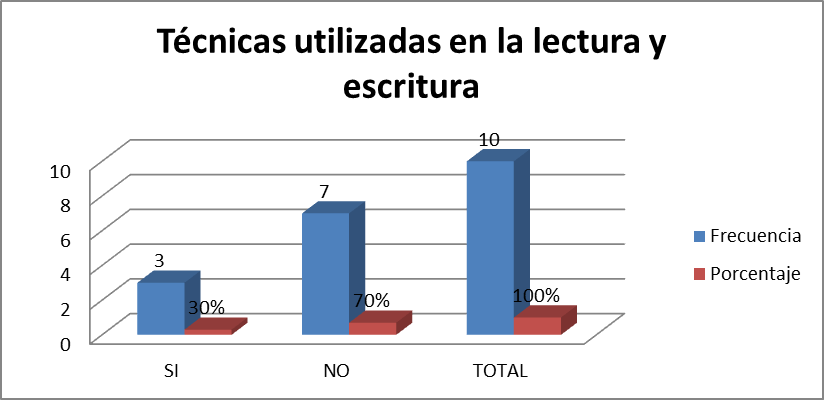 Técnicas utilizadas en la lectura y
escritura
10
8
6
4
2
0
3
30%
7
70%
10
100%
SI
NO
TOTAL
Frecuencia
Porcentaje